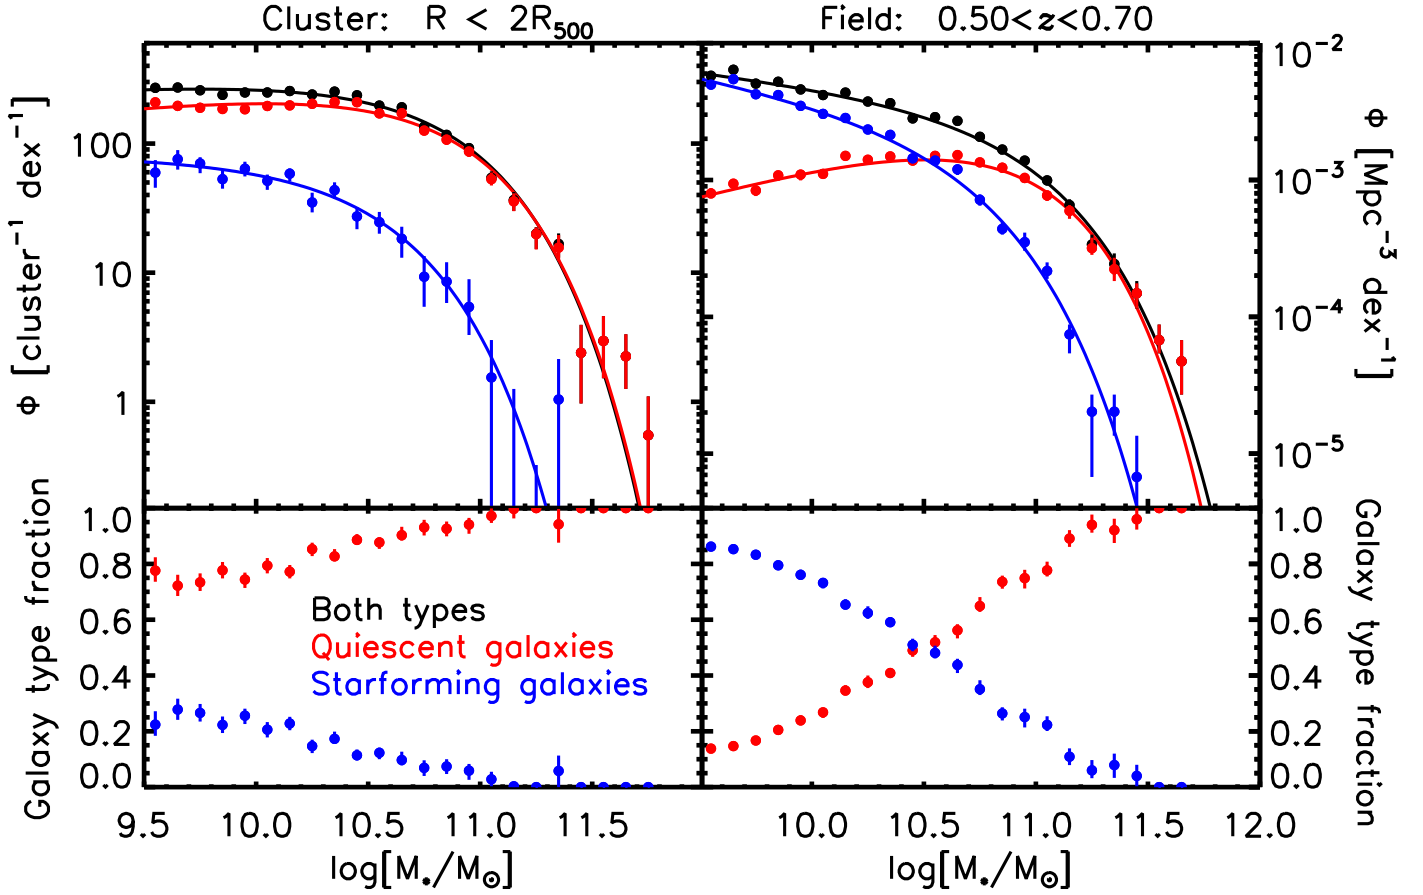 Cluster: R < 2R500
Field: 0.50<z<0.70
Φ [cluster⁻¹ dex⁻¹]
100
10
1
10⁻²
10⁻³
10⁻⁴
10⁻⁵
Φ [Mpc⁻³ dex⁻¹]
Galaxy type fraction
1.0
0.8
0.6
0.4
0.2
0.0
Both types
Quiescent galaxies
Starforming galaxies
1.0
0.8
0.6
0.4
0.2
0.0
Galaxy type fraction
9.5 10.0 10.5 11.0 11.5
10.0 10.5 11.0 11.5 12.0
log[M*/M⊙]
log[M*/M⊙]